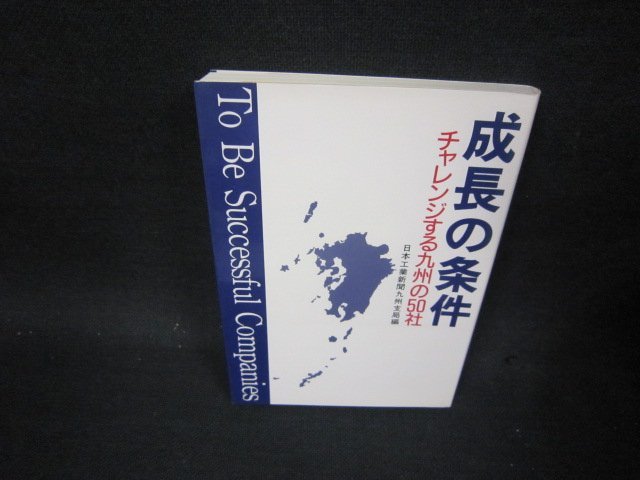 成長の条件
チャレンジする九州の50社
日本工業新聞九州支局編
To Be Successful Companies